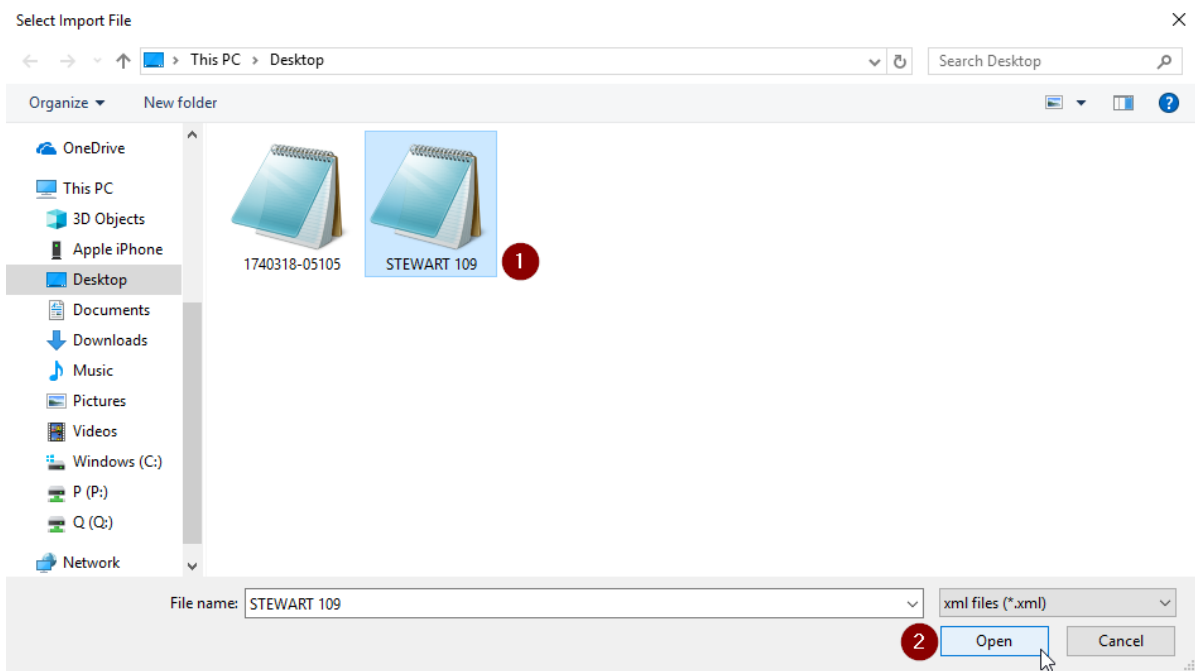 Select Import File
This PC > Desktop
Search Desktop
Organize
New folder
?
OneDrive
This PC
3D Objects
Apple iPhone
Desktop
Documents
Downloads
Music
Pictures
Videos
Windows (C:)
P (P:)
Q (Q:)
Network
1740318-05105
STEWART 109
1
File name: STEWART 109
xml files (*.xml)
2
Open
Cancel